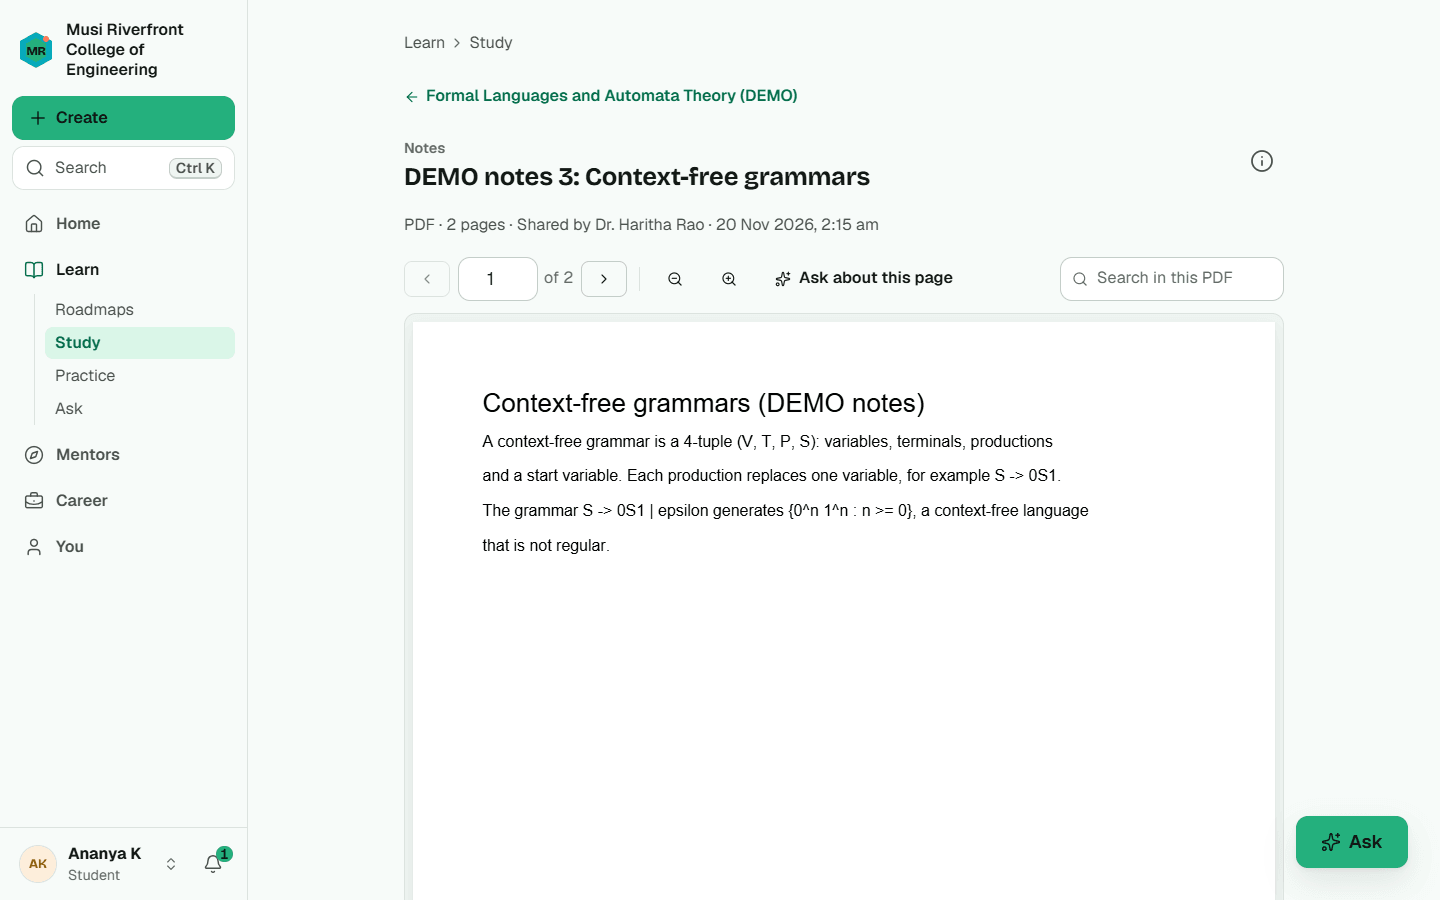 Musi Riverfront
College of
Engineering
MR
Create
Search Ctrl K
Home
Learn
Roadmaps
Study
Practice
Ask
Mentors
Career
You
AK
Ananya K
Student
1
Learn > Study
← Formal Languages and Automata Theory (DEMO)
Notes
DEMO notes 3: Context-free grammars
PDF · 2 pages · Shared by Dr. Haritha Rao · 20 Nov 2026, 2:15 am
1 of 2 Ask about this page Search in this PDF
Context-free grammars (DEMO notes)
A context-free grammar is a 4-tuple (V, T, P, S): variables, terminals, productions
and a start variable. Each production replaces one variable, for example S -> 0S1.
The grammar S -> 0S1 | epsilon generates {0^n 1^n : n >= 0}, a context-free language
that is not regular.
Ask